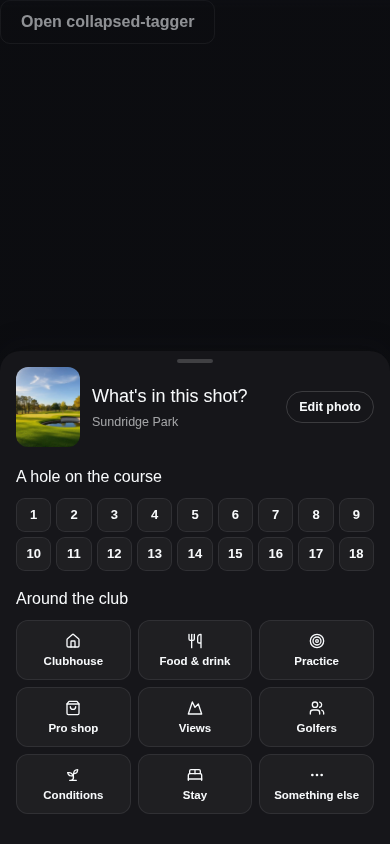 Open collapsed-tagger
What's in this shot?
Sundridge Park
Edit photo
A hole on the course
1 2 3 4 5 6 7 8 9
10 11 12 13 14 15 16 17 18
Around the club
Clubhouse Food & drink Practice
Pro shop Views Golfers
Conditions Stay Something else